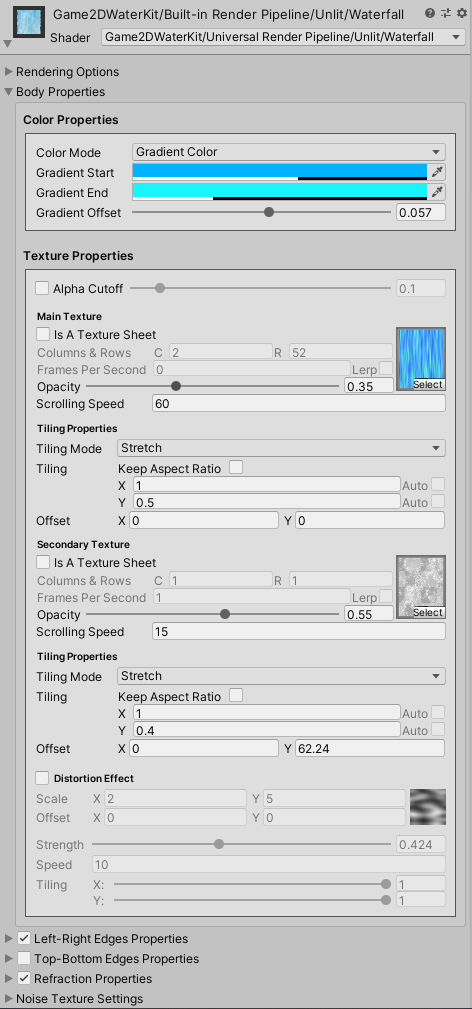 Game2DWaterKit/Built-in Render Pipeline/Unlit/Waterfall
Shader Game2DWaterKit/Universal Render Pipeline/Unlit/Waterfall
Rendering Options
Body Properties
Color Properties
Color Mode Gradient Color
Gradient Start
Gradient End
Gradient Offset 0.057
Texture Properties
Alpha Cutoff 0.1
Main Texture
Is A Texture Sheet
Columns & Rows C 2 R 52
Frames Per Second 0 Lerp
Opacity 0.35 Select
Scrolling Speed 60
Tiling Properties
Tiling Mode Stretch
Tiling Keep Aspect Ratio
X 1 Auto
Y 0.5 Auto
Offset X 0 Y 0
Secondary Texture
Is A Texture Sheet
Columns & Rows C 1 R 1
Frames Per Second 1 Lerp
Opacity 0.55 Select
Scrolling Speed 15
Tiling Properties
Tiling Mode Stretch
Tiling Keep Aspect Ratio
X 1 Auto
Y 0.4 Auto
Offset X 0 Y 62.24
Distortion Effect
Scale X 2 Y 5
Offset X 0 Y 0
Strength 0.424
Speed 10
Tiling X: 1
Y: 1
Left-Right Edges Properties
Top-Bottom Edges Properties
Refraction Properties
Noise Texture Settings